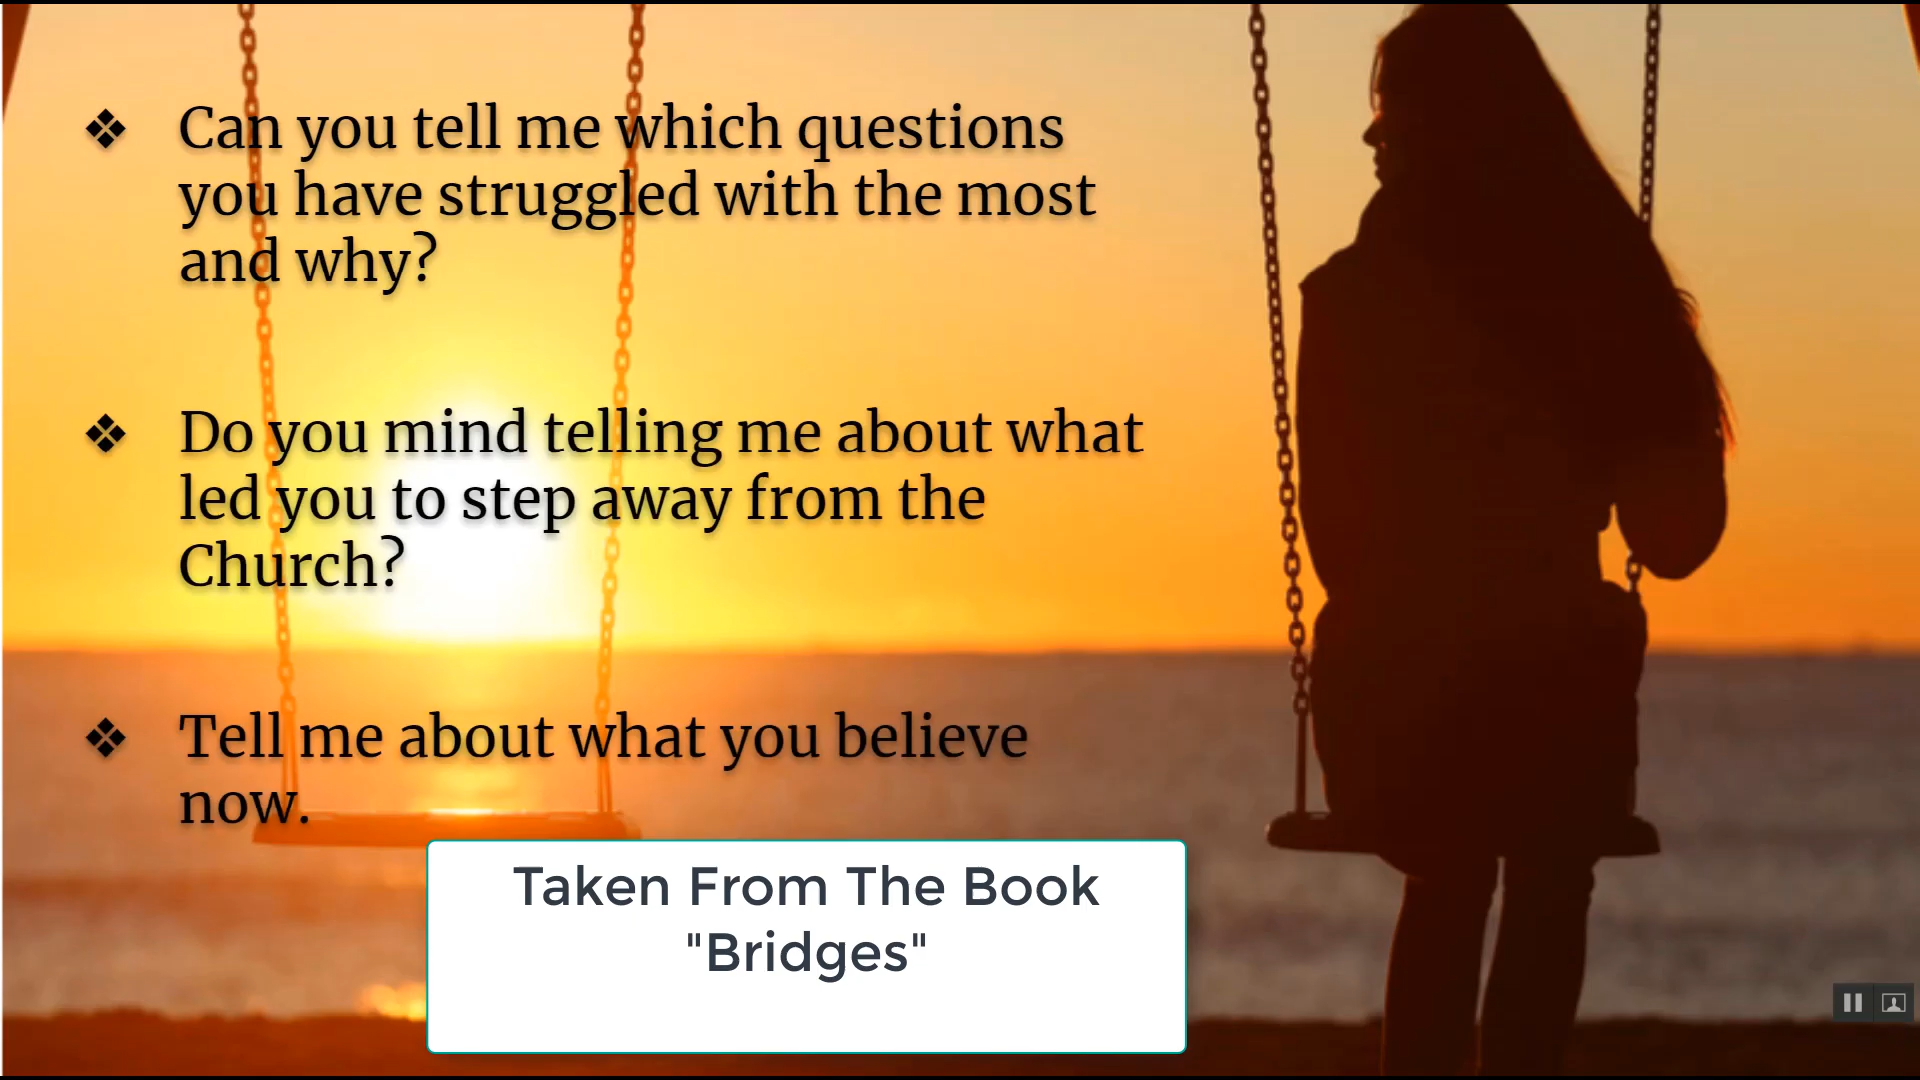 ❖ Can you tell me which questions
you have struggled with the most
and why?
❖ Do you mind telling me about what
led you to step away from the
Church?
❖ Tell me about what you believe
now.
Taken From The Book
"Bridges"